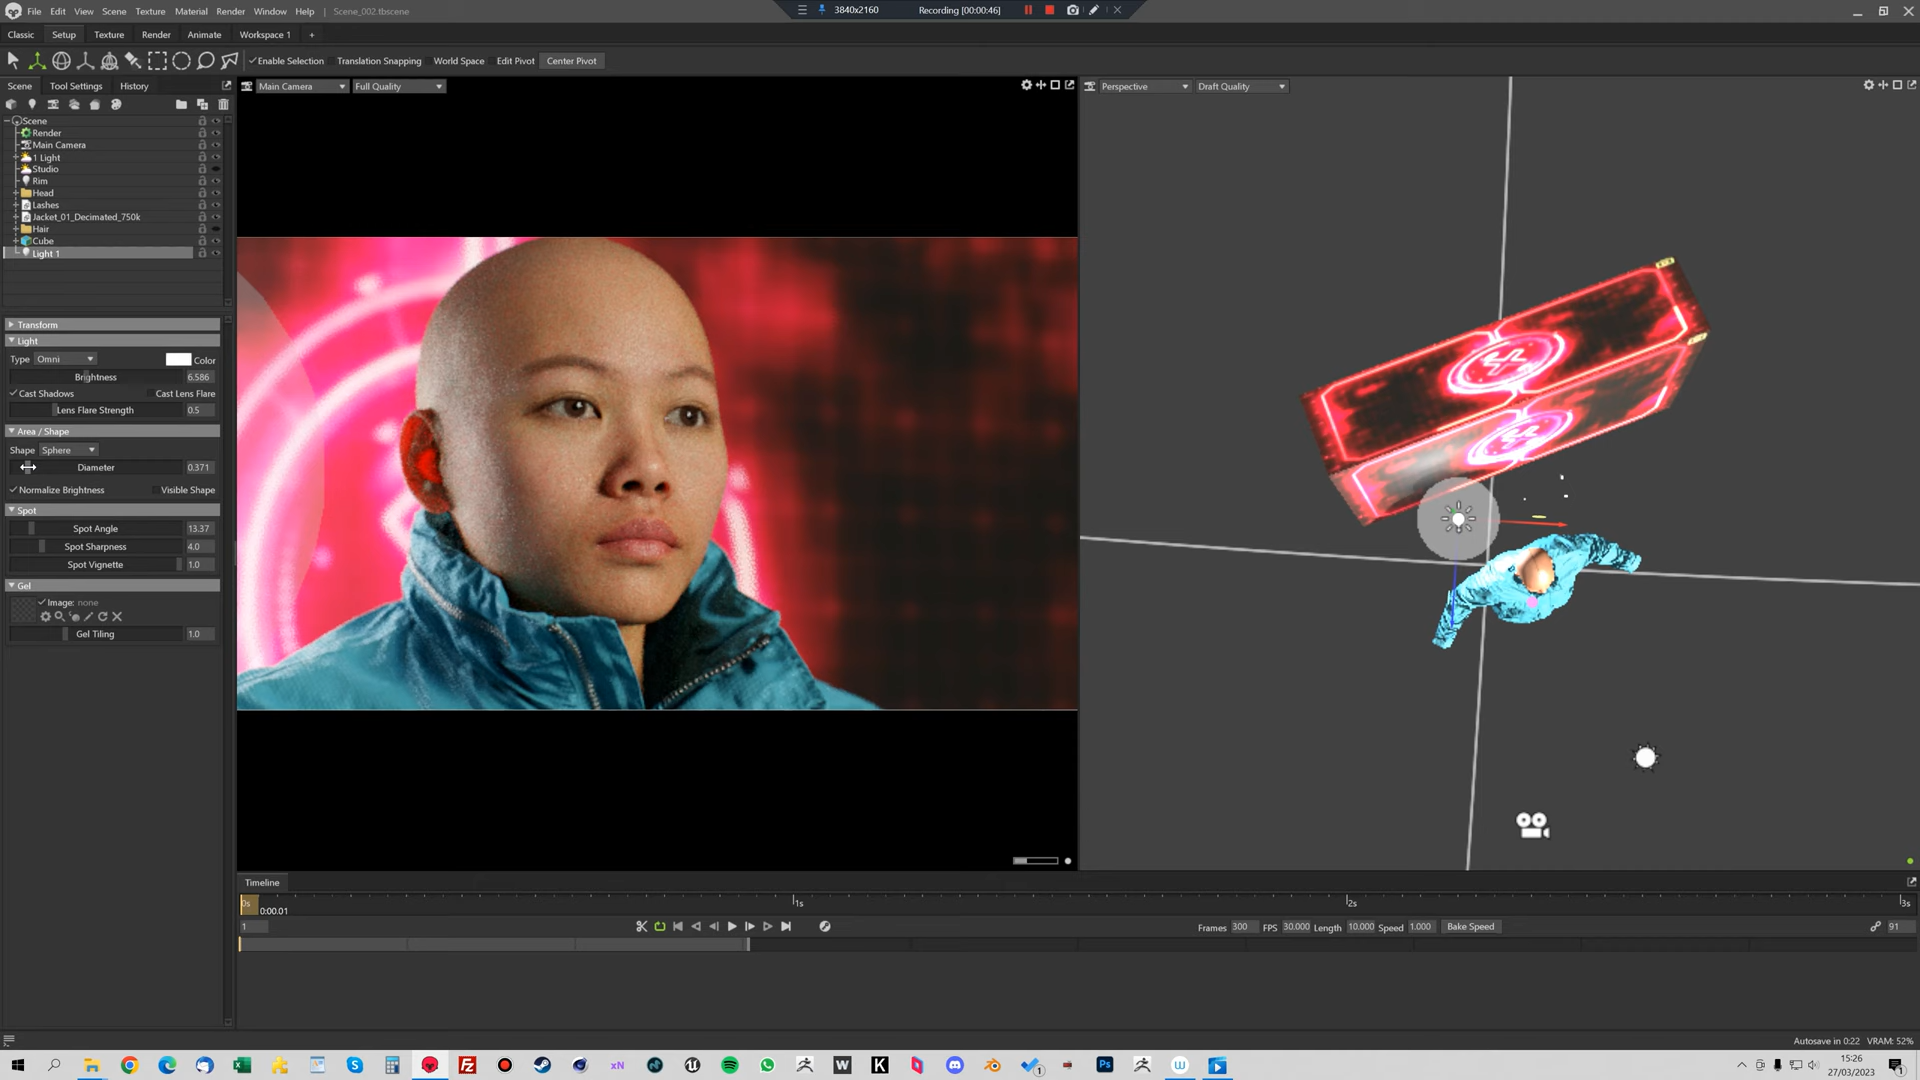 File Edit View Scene Texture Material Render Window Help Scene_002.tbscene
3840x2160 Recording [00:00:46]
Classic Setup Texture Render Animate Workspace 1 +
Enable Selection Translation Snapping World Space Edit Pivot Center Pivot
Scene Tool Settings History
Main Camera Full Quality
Perspective Draft Quality
Scene
Render
Main Camera
1 Light
Studio
Rim
Head
Lashes
Jacket_01_Decimated_750k
Hair
Cube
Light 1
Transform
Light
Type Omni Color
Brightness 6.586
Cast Shadows Cast Lens Flare
Lens Flare Strength 0.5
Area / Shape
Shape Sphere
Diameter 0.371
Normalize Brightness Visible Shape
Spot
Spot Angle 13.37
Spot Sharpness 4.0
Spot Vignette 1.0
Gel
Image: none
Gel Tiling 1.0
Timeline
0s 0:00.01 1s 2s 3s
1 Frames 300 FPS 30.000 Length 10.000 Speed 1.000 Bake Speed 91
Autosave in 0:22 VRAM: 52%
15:26
27/03/2023